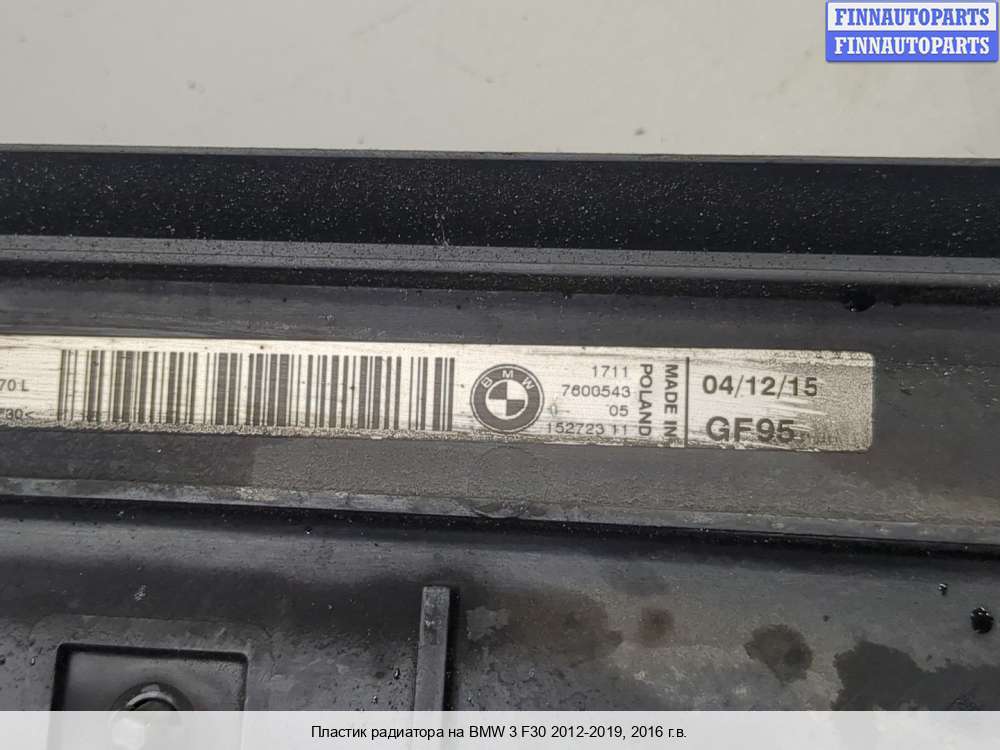 FINNAUTOPARTS
FINNAUTOPARTS
70 L
30<
BMW
1711
7600543
05
152723 11
MADE IN
POLAND
04/12/15
GF95
Пластик радиатора на BMW 3 F30 2012-2019, 2016 г.в.